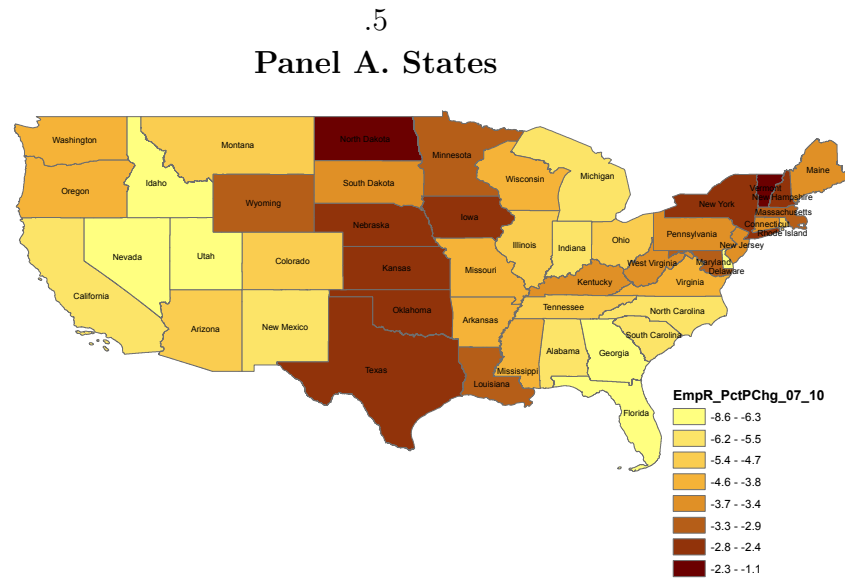 .5
Panel A. States
Washington
Montana
North Dakota
Minnesota
Maine
Idaho
Oregon
Wyoming
South Dakota
Wisconsin
Michigan
Vermont
New Hampshire
New York
Massachusetts
Connecticut
Rhode Island
Nebraska
Iowa
Pennsylvania
New Jersey
Nevada
Utah
Colorado
Kansas
Missouri
Illinois
Indiana
Ohio
West Virginia
Maryland
Delaware
California
Kentucky
Virginia
Arizona
New Mexico
Oklahoma
Arkansas
Tennessee
North Carolina
South Carolina
Texas
Louisiana
Mississippi
Alabama
Georgia
Florida
EmpR_PctPChg_07_10
-8.6 - -6.3
-6.2 - -5.5
-5.4 - -4.7
-4.6 - -3.8
-3.7 - -3.4
-3.3 - -2.9
-2.8 - -2.4
-2.3 - -1.1